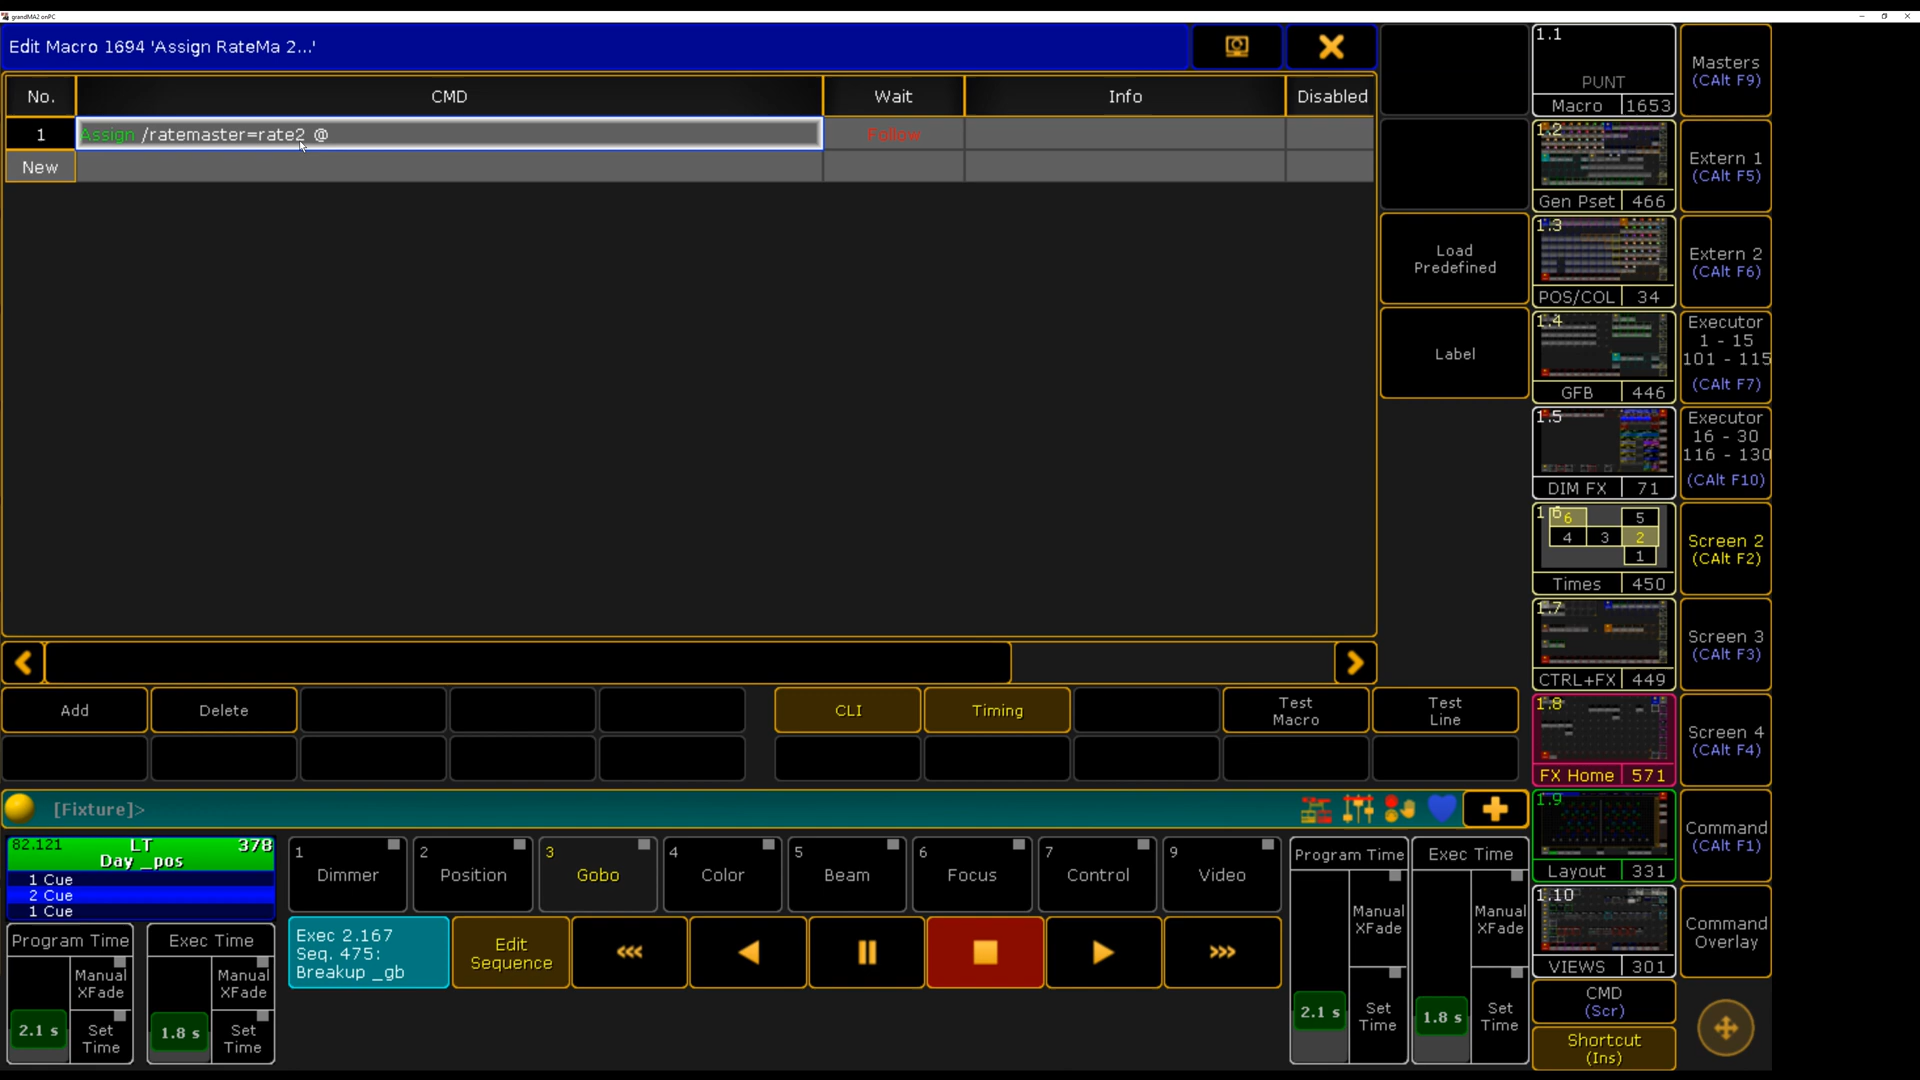 grandMA2 onPC
Edit Macro 1694 'Assign RateMa 2...'
No. CMD Wait Info Disabled
1 Assign /ratemaster=rate2 @ Follow
New
Load
Predefined
Label
Add Delete CLI Timing Test
Macro Test
Line
[Fixture]>
82.121 LT 378
Day _pos
1 Cue
2 Cue
1 Cue
Program Time
Manual
XFade
2.1 s
Set
Time
Exec Time
Manual
XFade
1.8 s
Set
Time
1 Dimmer
2 Position
3 Gobo
4 Color
5 Beam
6 Focus
7 Control
9 Video
Exec 2.167
Seq. 475:
Breakup _gb
Edit
Sequence
Program Time
Manual
XFade
2.1 s
Set
Time
Exec Time
Manual
XFade
1.8 s
Set
Time
1.1
PUNT
Macro 1653
1.2
Gen Pset 466
1.3
POS/COL 34
1.4
GFB 446
1.5
DIM FX 71
1.6
6 5
4 3 2
1
Times 450
1.7
CTRL+FX 449
1.8
FX Home 571
1.9
Layout 331
1.10
VIEWS 301
CMD
(Scr)
Shortcut
(Ins)
Masters
(CAlt F9)
Extern 1
(CAlt F5)
Extern 2
(CAlt F6)
Executor
1 - 15
101 - 115
(CAlt F7)
Executor
16 - 30
116 - 130
(CAlt F10)
Screen 2
(CAlt F2)
Screen 3
(CAlt F3)
Screen 4
(CAlt F4)
Command
(CAlt F1)
Command
Overlay